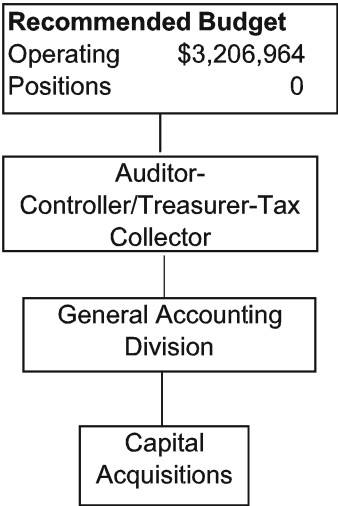 Recommended Budget
Operating $3,206,964
Positions 0
Auditor-
Controller/Treasurer-Tax
Collector
General Accounting
Division
Capital
Acquisitions